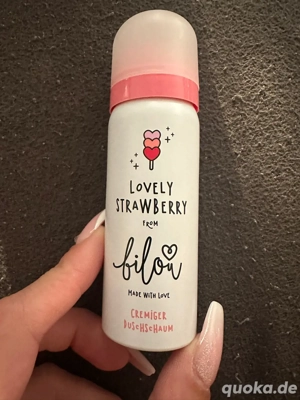 LOVELY
STRAWBERRY
FROM
bilou
MADE WITH LOVE
CREMIGER
DUSCHSCHAUM
quoka.de